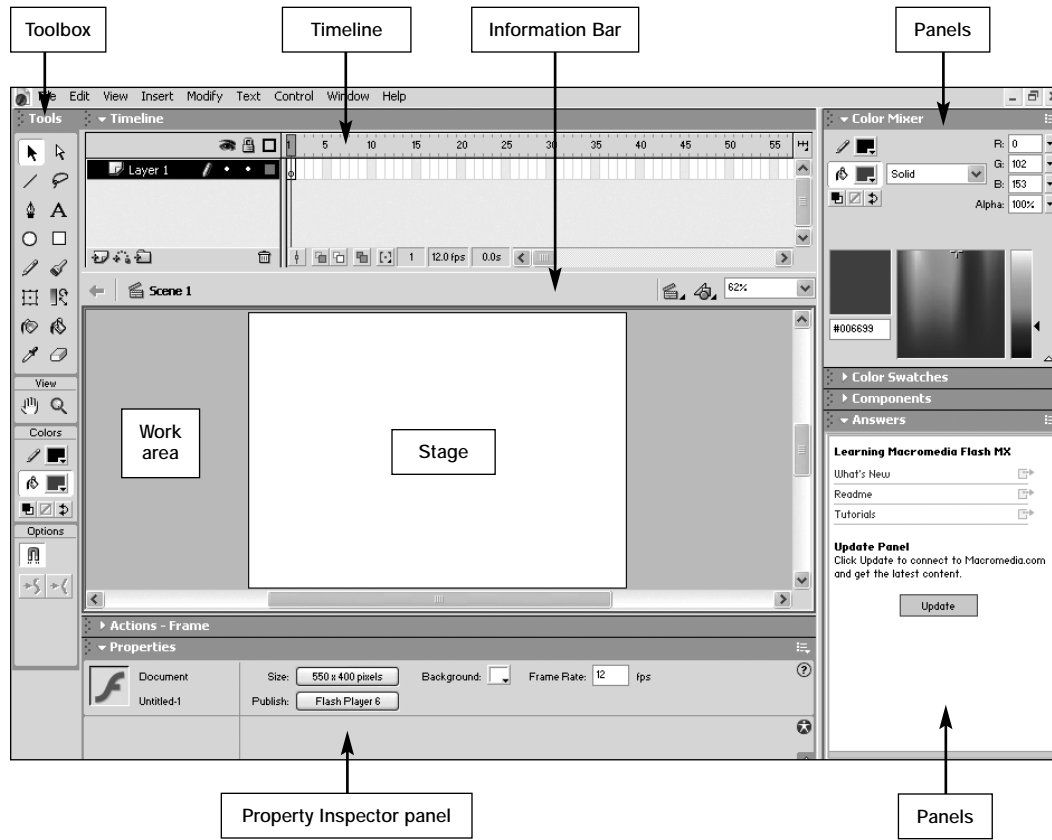 Toolbox
Timeline
Information Bar
Panels
Edit View Insert Modify Text Control Window Help
Tools
Timeline
Color Mixer
1 5 10 15 20 25 30 35 40 45 50 55
Layer 1
1 12.0 fps 0.0s
R: 0
Solid
G: 102
B: 153
Alpha: 100%
Scene 1
62%
#006699
View
Colors
Options
Work
area
Stage
Color Swatches
Components
Answers
Learning Macromedia Flash MX
What's New
Readme
Tutorials
Update Panel
Click Update to connect to Macromedia.com
and get the latest content.
Update
Actions - Frame
Properties
Document
Size: 550 x 400 pixels Background: Frame Rate: 12 fps
Untitled-1
Publish: Flash Player 6
Property Inspector panel
Panels